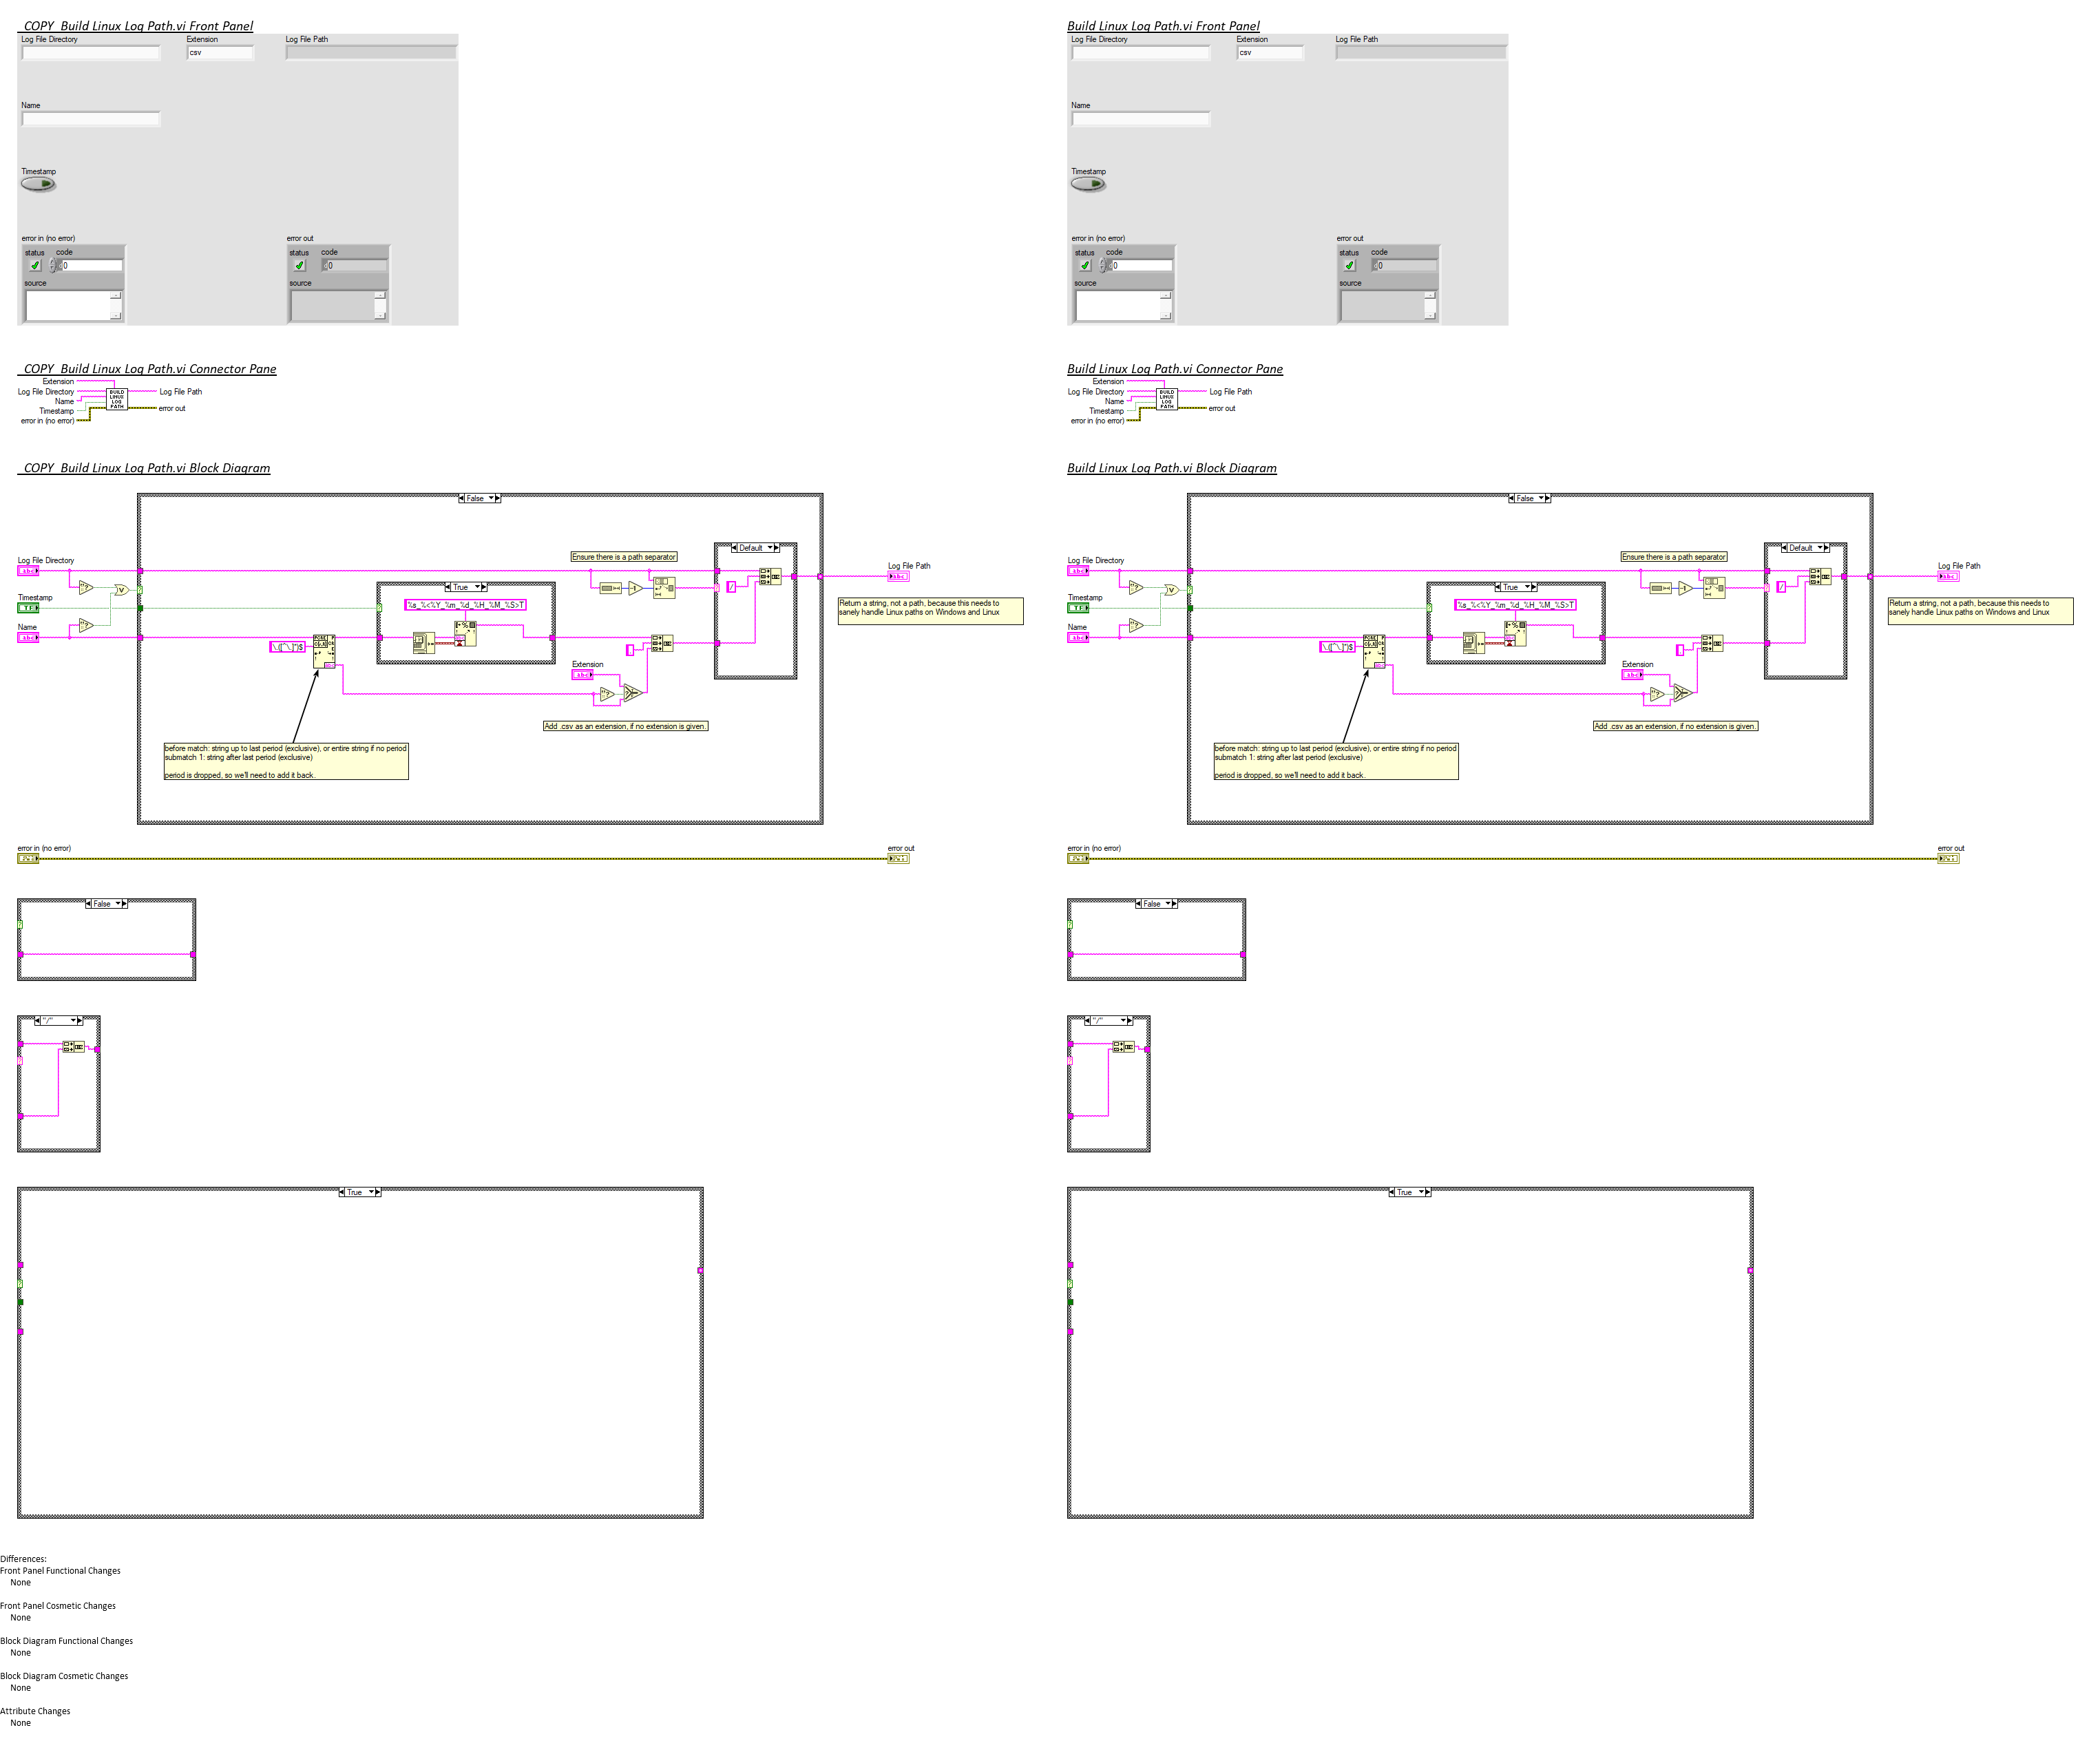 _COPY_Build Linux Log Path.vi Front Panel
Log File Directory
Extension
Log File Path
csv
Name
Timestamp
error in (no error)
error out
status
code
0
status
code
0
source
source
_COPY_Build Linux Log Path.vi Connector Pane
Extension
Log File Directory
Name
Timestamp
error in (no error)
BUILD
LINUX
LOG
PATH
Log File Path
error out
_COPY_Build Linux Log Path.vi Block Diagram
False
Log File Directory
Timestamp
TF
Name
abc
Ensure there is a path separator
Default
True
%s_%<%Y_%m_%d_%H_%M_%S>T
Log File Path
abc
Return a string, not a path, because this needs to
sanely handle Linux paths on Windows and Linux
Extension
abc
Add .csv as an extension, if no extension is given.
before match: string up to last period (exclusive), or entire string if no period
submatch 1: string after last period (exclusive)
period is dropped, so we'll need to add it back.
error in (no error)
error out
False
"/"
True
Build Linux Log Path.vi Front Panel
Log File Directory
Extension
Log File Path
csv
Name
Timestamp
error in (no error)
error out
status
code
0
status
code
0
source
source
Build Linux Log Path.vi Connector Pane
Extension
Log File Directory
Name
Timestamp
error in (no error)
BUILD
LINUX
LOG
PATH
Log File Path
error out
Build Linux Log Path.vi Block Diagram
False
Log File Directory
Timestamp
TF
Name
abc
Ensure there is a path separator
Default
True
%s_%<%Y_%m_%d_%H_%M_%S>T
Log File Path
abc
Return a string, not a path, because this needs to
sanely handle Linux paths on Windows and Linux
Extension
abc
Add .csv as an extension, if no extension is given.
before match: string up to last period (exclusive), or entire string if no period
submatch 1: string after last period (exclusive)
period is dropped, so we'll need to add it back.
error in (no error)
error out
False
"/"
True
Differences:
Front Panel Functional Changes
None
Front Panel Cosmetic Changes
None
Block Diagram Functional Changes
None
Block Diagram Cosmetic Changes
None
Attribute Changes
None